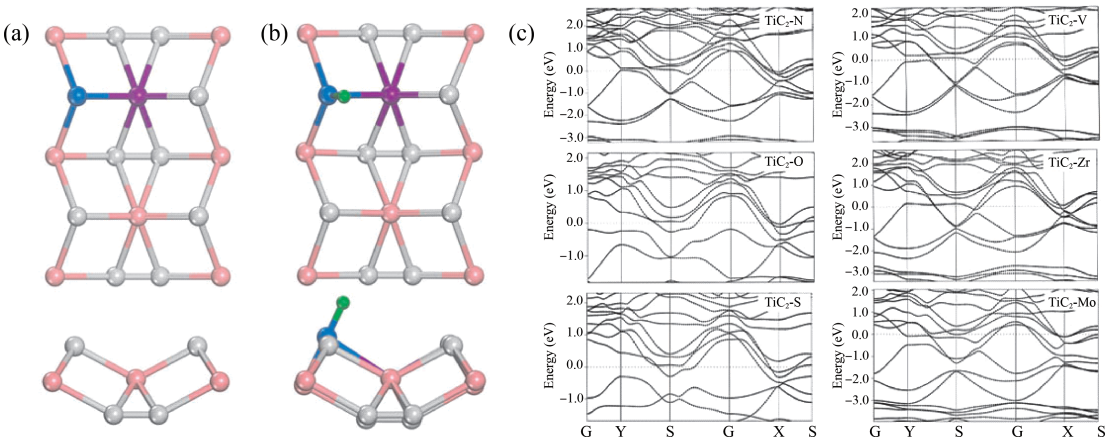 (a)
(b)
(c)
Energy (eV)
2.0
1.0
0.0
−1.0
−2.0
−3.0
TiC2-N
Energy (eV)
2.0
1.0
0.0
−1.0
−2.0
−3.0
TiC2-V
Energy (eV)
2.0
1.0
0.0
−1.0
TiC2-O
Energy (eV)
2.0
1.0
0.0
−1.0
−2.0
−3.0
TiC2-Zr
Energy (eV)
2.0
1.0
0.0
−1.0
TiC2-S
Energy (eV)
2.0
1.0
0.0
−1.0
−2.0
−3.0
TiC2-Mo
G Y S G X S
G Y S G X S